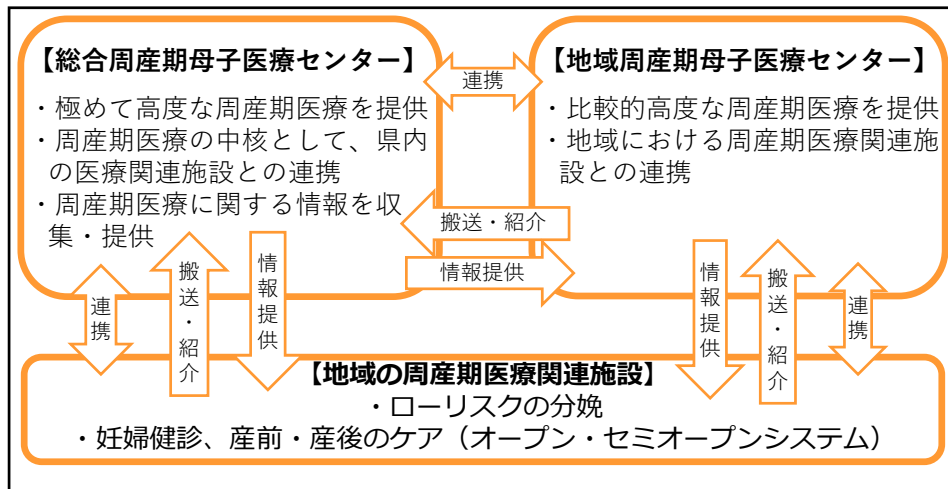 【総合周産期母子医療センター】
・極めて高度な周産期医療を提供
・周産期医療の中核として、県内
の医療関連施設との連携
・周産期医療に関する情報を収
集・提供
連携
【地域周産期母子医療センター】
・比較的高度な周産期医療を提供
・地域における周産期医療関連施
設との連携
搬送・紹介
情報提供
連携
搬送・紹介
情報提供
情報提供
搬送・紹介
連携
【地域の周産期医療関連施設】
・ローリスクの分娩
・妊婦健診、産前・産後のケア（オープン・セミオープンシステム）